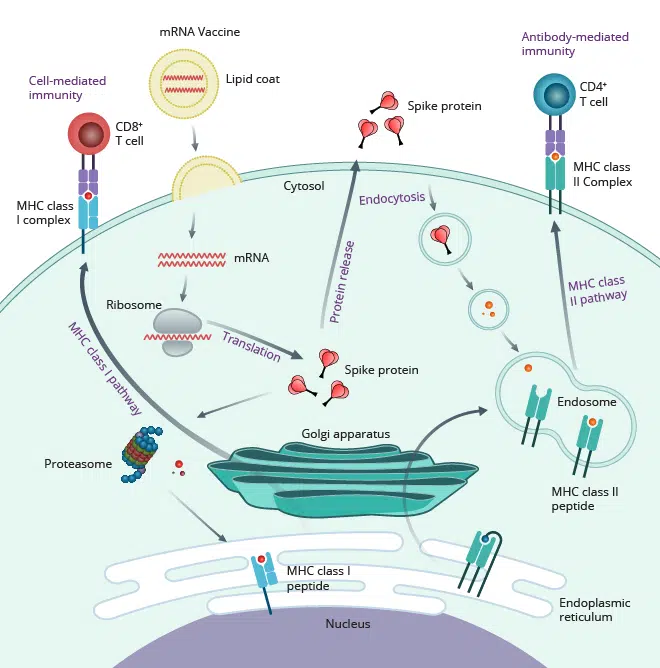 mRNA Vaccine
Lipid coat
Cell-mediated
immunity
CD8⁺
T cell
MHC class
I complex
Spike protein
Antibody-mediated
immunity
CD4⁺
T cell
MHC class
II Complex
Cytosol
Endocytosis
mRNA
Ribosome
Translation
Protein release
Spike protein
MHC class
II pathway
MHC class I pathway
Endosome
Golgi apparatus
Proteasome
MHC class II
peptide
MHC class I
peptide
Endoplasmic
reticulum
Nucleus